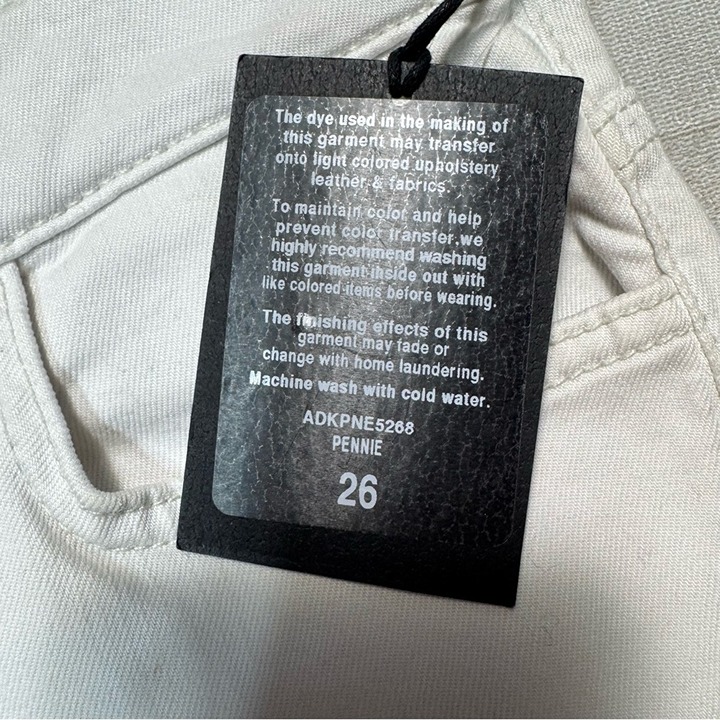 The dye used in the making of
this garment may transfer
onto light colored upholstery
leather & fabrics.
To maintain color and help
prevent color transfer, we
highly recommend washing
this garment inside out with
like colored items before wearing.
The finishing effects of this
garment may fade or
change with home laundering.
Machine wash with cold water.
ADKPNE5268
PENNIE
26